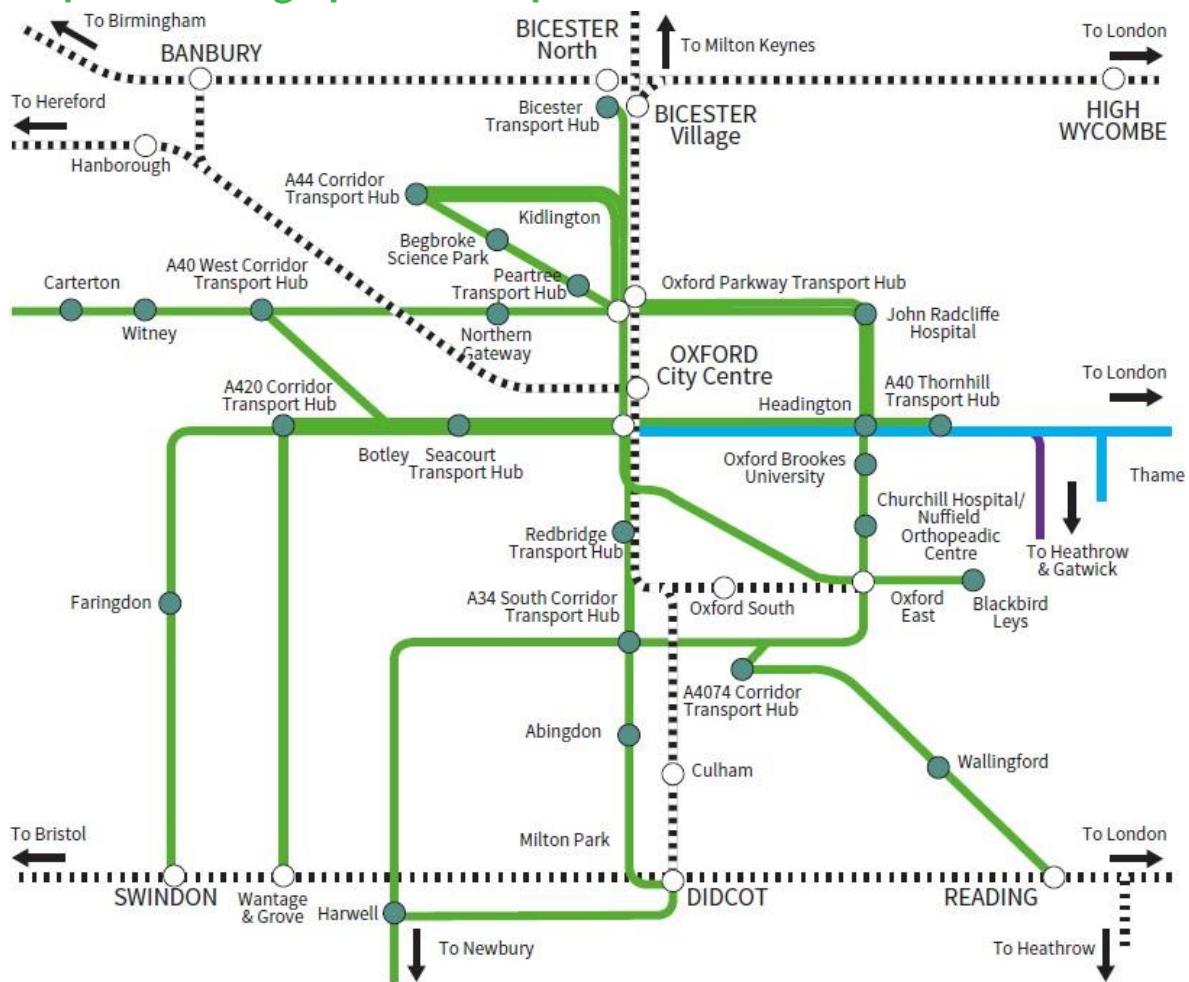 To Birmingham
BANBURY
BICESTER
North
To Milton Keynes
To London
To Hereford
Hanborough
Bicester
Transport Hub
BICESTER
Village
HIGH
WYCOMBE
A44 Corridor
Transport Hub
Kidlington
Begbroke
Science Park
Peartree
Transport Hub
Oxford Parkway Transport Hub
Carterton
Witney
A40 West Corridor
Transport Hub
Northern
Gateway
John Radcliffe
Hospital
OXFORD
City Centre
A420 Corridor
Transport Hub
Headington
A40 Thornhill
Transport Hub
To London
Botley
Seacourt
Transport Hub
Oxford Brookes
University
Thame
Churchill Hospital/
Nuffield
Orthopeadic
Centre
To Heathrow
& Gatwick
Redbridge
Transport Hub
Faringdon
A34 South Corridor
Transport Hub
Oxford South
Oxford
East
Blackbird
Leys
A4074 Corridor
Transport Hub
Abingdon
Culham
Wallingford
To Bristol
Milton Park
To London
SWINDON
Wantage
& Grove
Harwell
DIDCOT
READING
To Newbury
To Heathrow